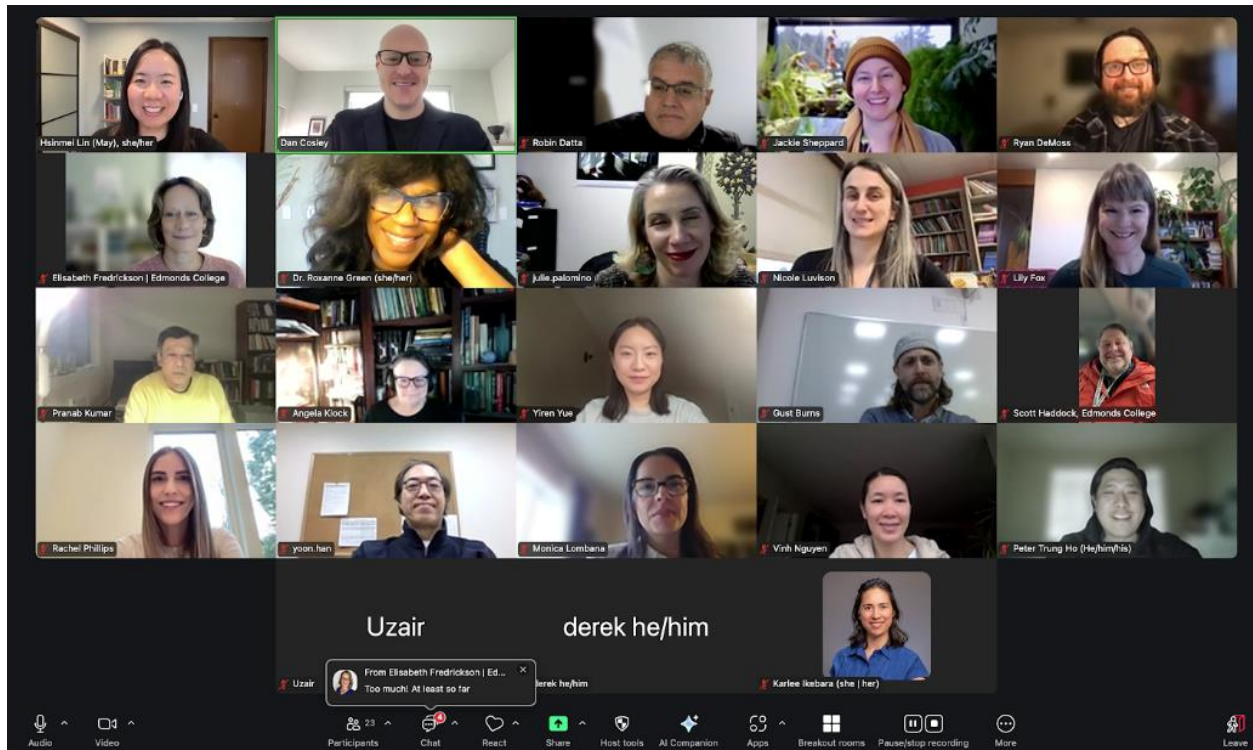 Hsinmei Lin (May), she/her
Dan Cosley
Robin Datta
Jackie Sheppard
Ryan DeMoss
Elisabeth Fredrickson | Edmonds College
Dr. Roxanne Green (she/her)
julie.palomino
Nicole Luvison
Lily Fox
Pranab Kumar
Angela Klock
Yiren Yue
Gust Burns
Scott Haddock, Edmonds College
Rachel Phillips
yoon.han
Monica Lombana
Vinh Nguyen
Peter Trung Ho (He/him/his)
Uzair
derek he/him
Uzair
derek he/him
Karlee Ikebara (she | her)
From Elisabeth Fredrickson | Ed...
Too much! At least so far
Audio
Video
23
Participants
4
Chat
React
Share
Host tools
AI Companion
Apps
Breakout rooms
Pause/stop recording
More
Leave